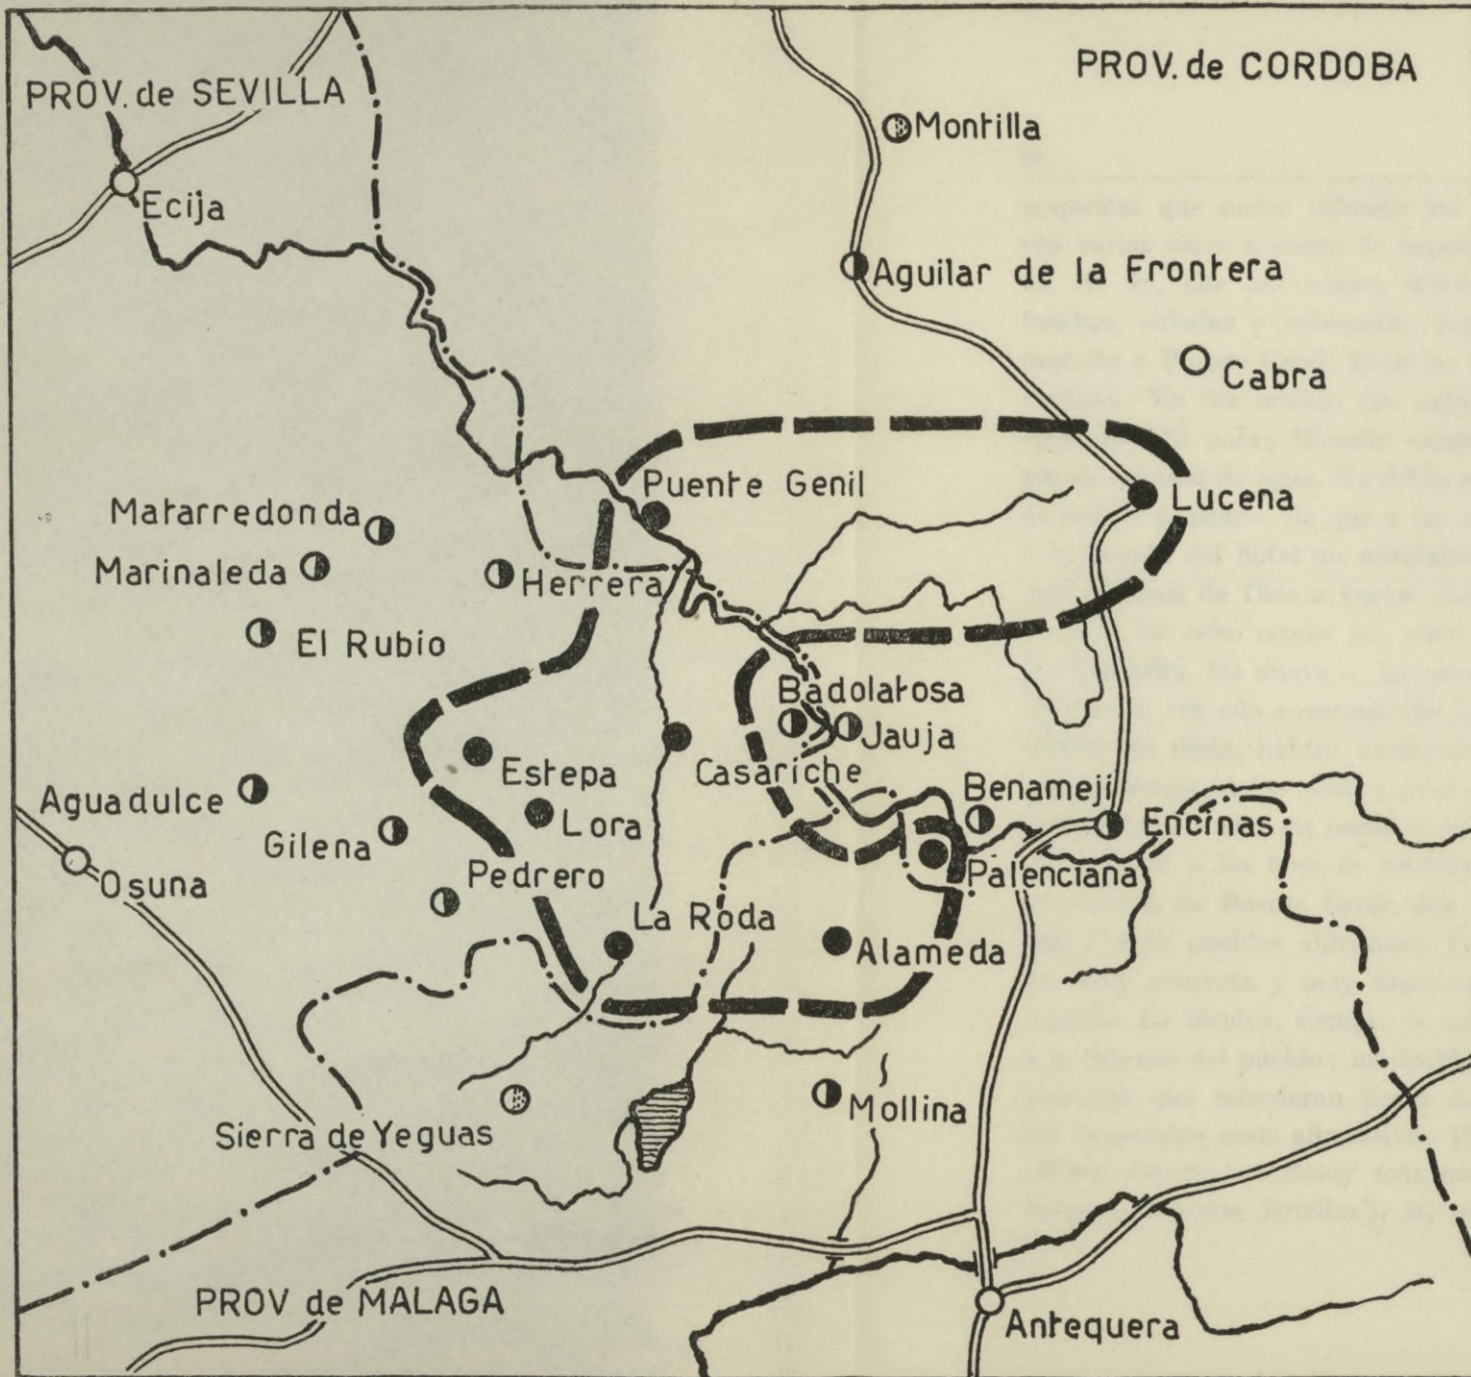 PROV. de CORDOBA
PROV. de SEVILLA
Montilla
Ecija
Aguilar de la Frontera
Cabra
Puente Genil
Lucena
Matarredonda
Marinaleda
Herrera
El Rubio
Badolatosa
Jauja
Estepa
Casariche
Aguadulce
Lora
Benamejí
Encinas
Gilena
Osuna
Pedrero
Palenciana
La Roda
Alameda
Mollina
Sierra de Yeguas
PROV de MALAGA
Antequera